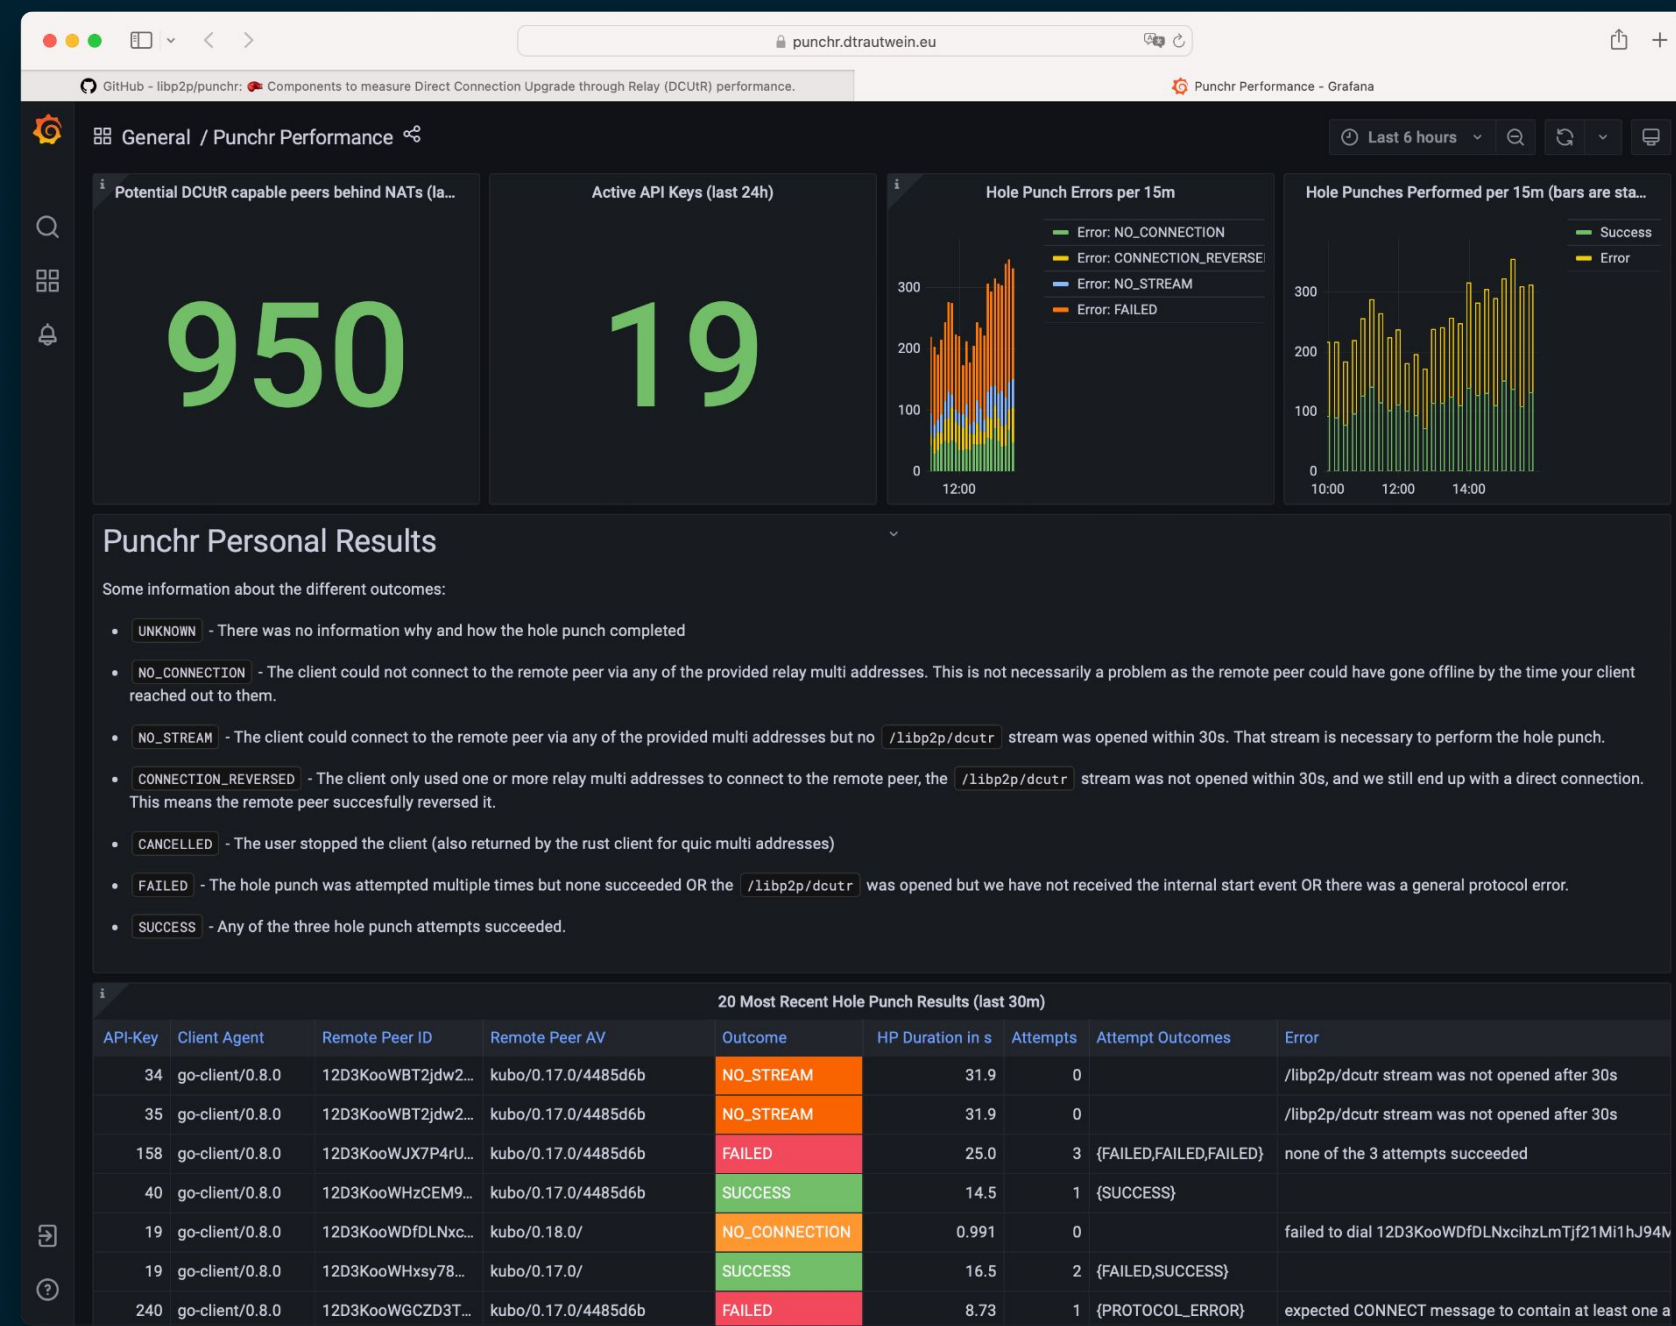 punchr.dtrautwein.eu
GitHub - libp2p/punchr: 🥊 Components to measure Direct Connection Upgrade through Relay (DCUtR) performance.
Punchr Performance - Grafana
General / Punchr Performance
Last 6 hours
Potential DCUtR capable peers behind NATs (la...
950
Active API Keys (last 24h)
19
Hole Punch Errors per 15m
Error: NO_CONNECTION
Error: CONNECTION_REVERSE
Error: NO_STREAM
Error: FAILED
300
200
100
0
12:00
Hole Punches Performed per 15m (bars are sta...
Success
Error
300
200
100
0
10:00 12:00 14:00
Punchr Personal Results
Some information about the different outcomes:
• UNKNOWN - There was no information why and how the hole punch completed
• NO_CONNECTION - The client could not connect to the remote peer via any of the provided relay multi addresses. This is not necessarily a problem as the remote peer could have gone offline by the time your client
reached out to them.
• NO_STREAM - The client could connect to the remote peer via any of the provided multi addresses but no /libp2p/dcutr stream was opened within 30s. That stream is necessary to perform the hole punch.
• CONNECTION_REVERSED - The client only used one or more relay multi addresses to connect to the remote peer, the /libp2p/dcutr stream was not opened within 30s, and we still end up with a direct connection.
This means the remote peer succesfully reversed it.
• CANCELLED - The user stopped the client (also returned by the rust client for quic multi addresses)
• FAILED - The hole punch was attempted multiple times but none succeeded OR the /libp2p/dcutr was opened but we have not received the internal start event OR there was a general protocol error.
• SUCCESS - Any of the three hole punch attempts succeeded.
20 Most Recent Hole Punch Results (last 30m)
API-Key Client Agent Remote Peer ID Remote Peer AV Outcome HP Duration in s Attempts Attempt Outcomes Error
34 go-client/0.8.0 12D3KooWBT2jdw2... kubo/0.17.0/4485d6b NO_STREAM 31.9 0 /libp2p/dcutr stream was not opened after 30s
35 go-client/0.8.0 12D3KooWBT2jdw2... kubo/0.17.0/4485d6b NO_STREAM 31.9 0 /libp2p/dcutr stream was not opened after 30s
158 go-client/0.8.0 12D3KooWJX7P4rU... kubo/0.17.0/4485d6b FAILED 25.0 3 {FAILED,FAILED,FAILED} none of the 3 attempts succeeded
40 go-client/0.8.0 12D3KooWHzCEM9... kubo/0.17.0/4485d6b SUCCESS 14.5 1 {SUCCESS}
19 go-client/0.8.0 12D3KooWDfDLNxc... kubo/0.18.0/ NO_CONNECTION 0.991 0 failed to dial 12D3KooWDfDLNxcihzLmTjf21Mi1hJ94M
19 go-client/0.8.0 12D3KooWHxsy78... kubo/0.17.0/ SUCCESS 16.5 2 {FAILED,SUCCESS}
240 go-client/0.8.0 12D3KooWGCZD3T... kubo/0.17.0/4485d6b FAILED 8.73 1 {PROTOCOL_ERROR} expected CONNECT message to contain at least one a